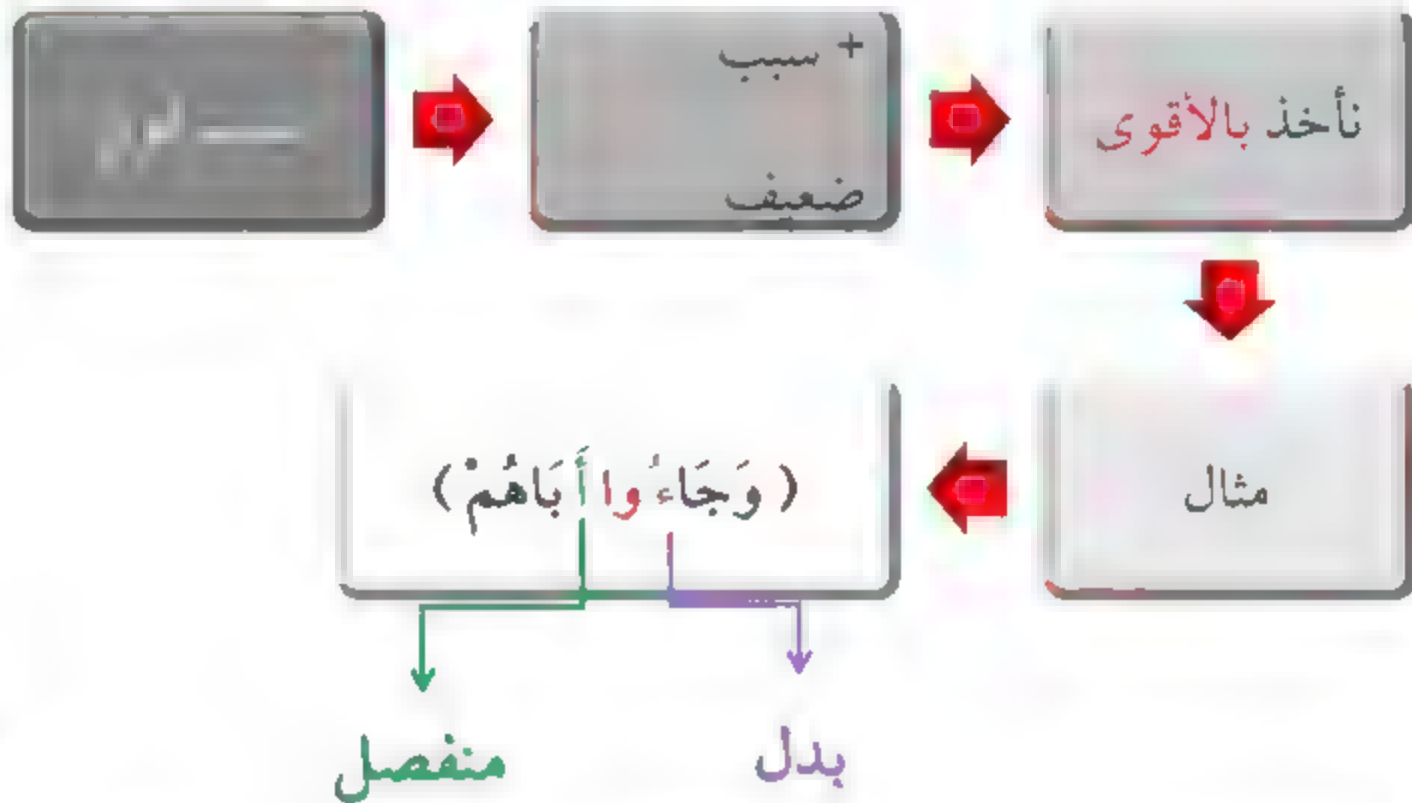 + سبب
ضعيف
نأخذ بالأقوى
مثال
( وَجَاءُوا أَبَاهُمْ )
بدل
منفصل